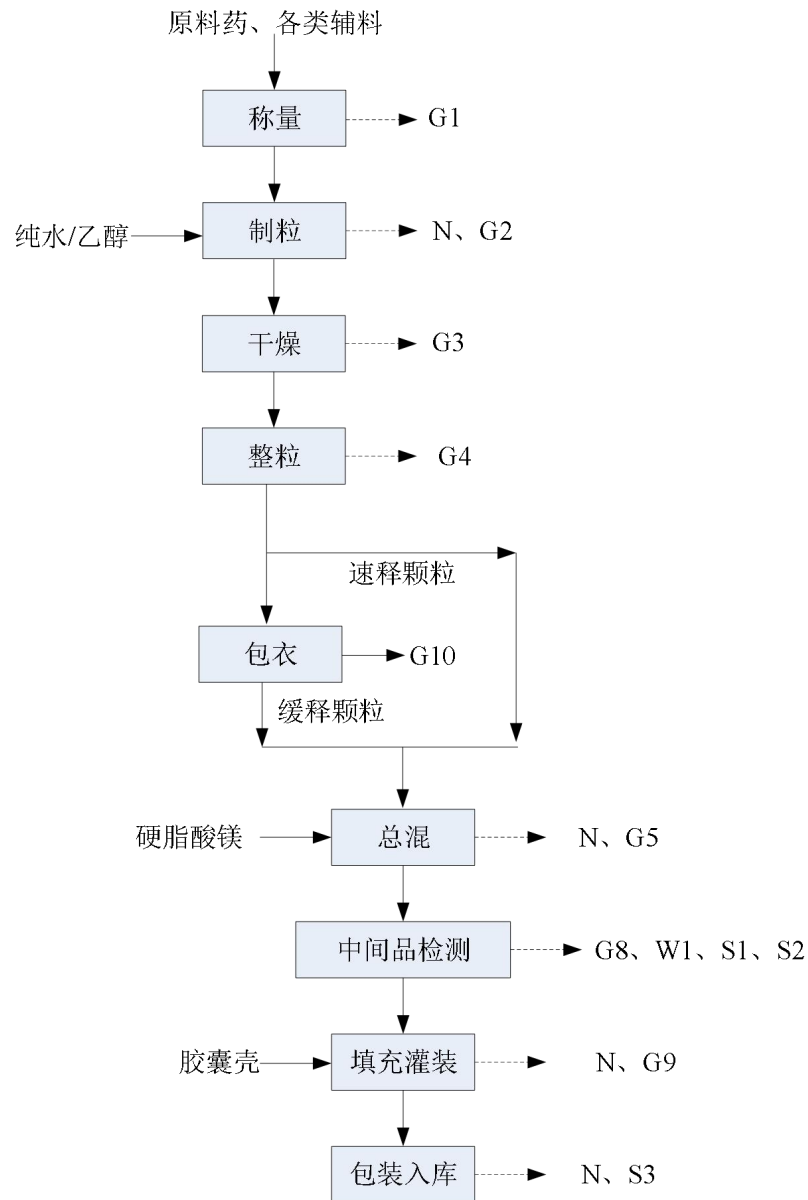 原料药、各类辅料
称量
G1
纯水/乙醇
制粒
N、G2
干燥
G3
整粒
G4
速释颗粒
包衣
G10
缓释颗粒
硬脂酸镁
总混
N、G5
中间品检测
G8、W1、S1、S2
胶囊壳
填充灌装
N、G9
包装入库
N、S3